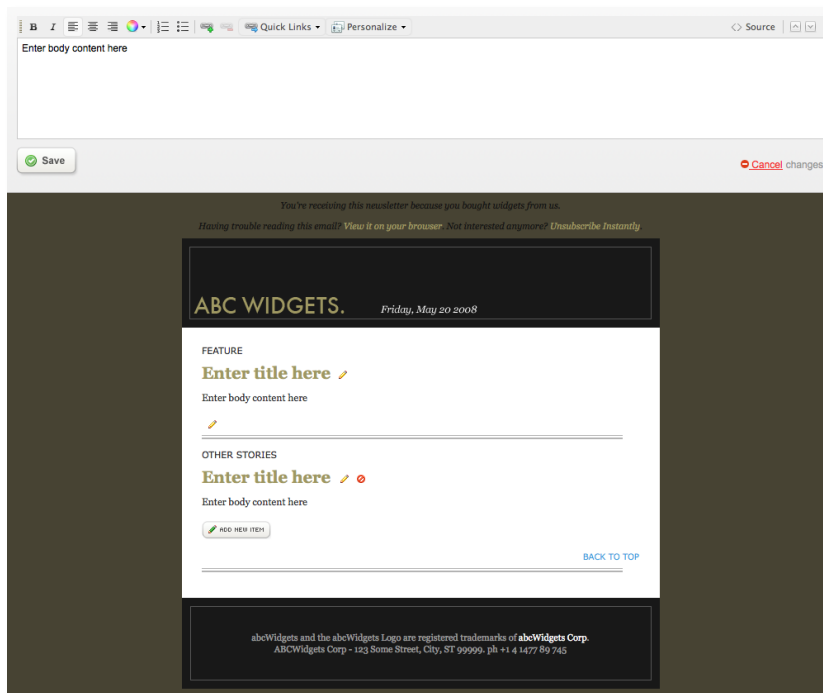 B I Quick Links Personalize Source
Enter body content here
Save
Cancel changes
You're receiving this newsletter because you bought widgets from us.
Having trouble reading this email? View it on your browser. Not interested anymore? Unsubscribe Instantly.
ABC WIDGETS. Friday, May 20 2008
FEATURE
Enter title here
Enter body content here
OTHER STORIES
Enter title here
Enter body content here
ADD NEW ITEM
BACK TO TOP
abcWidgets and the abcWidgets Logo are registered trademarks of abcWidgets Corp.
ABCWidgets Corp - 123 Some Street, City, ST 99999. ph +1 4 1477 89 745